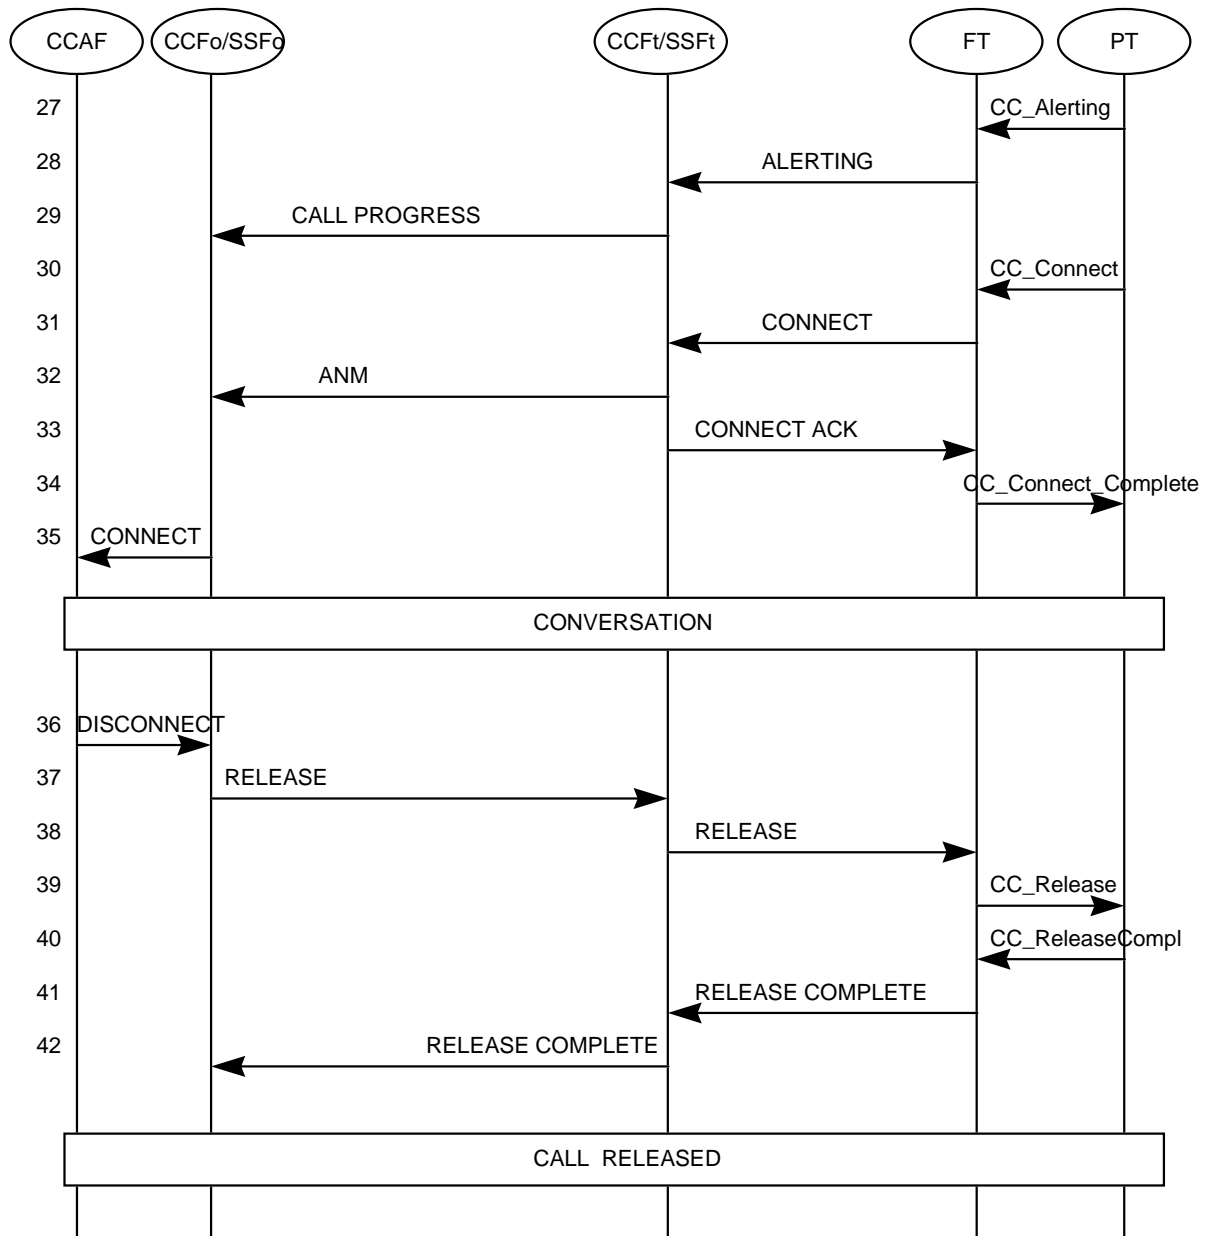 CCAF CCFo/SSFo CCFt/SSFt FT PT
27 CC_Alerting
28 ALERTING
29 CALL PROGRESS
30 CC_Connect
31 CONNECT
32 ANM
33 CONNECT ACK
34 CC_Connect_Complete
35 CONNECT
CONVERSATION
36 DISCONNECT
37 RELEASE
38 RELEASE
39 CC_Release
40 CC_ReleaseCompl
41 RELEASE COMPLETE
42 RELEASE COMPLETE
CALL RELEASED